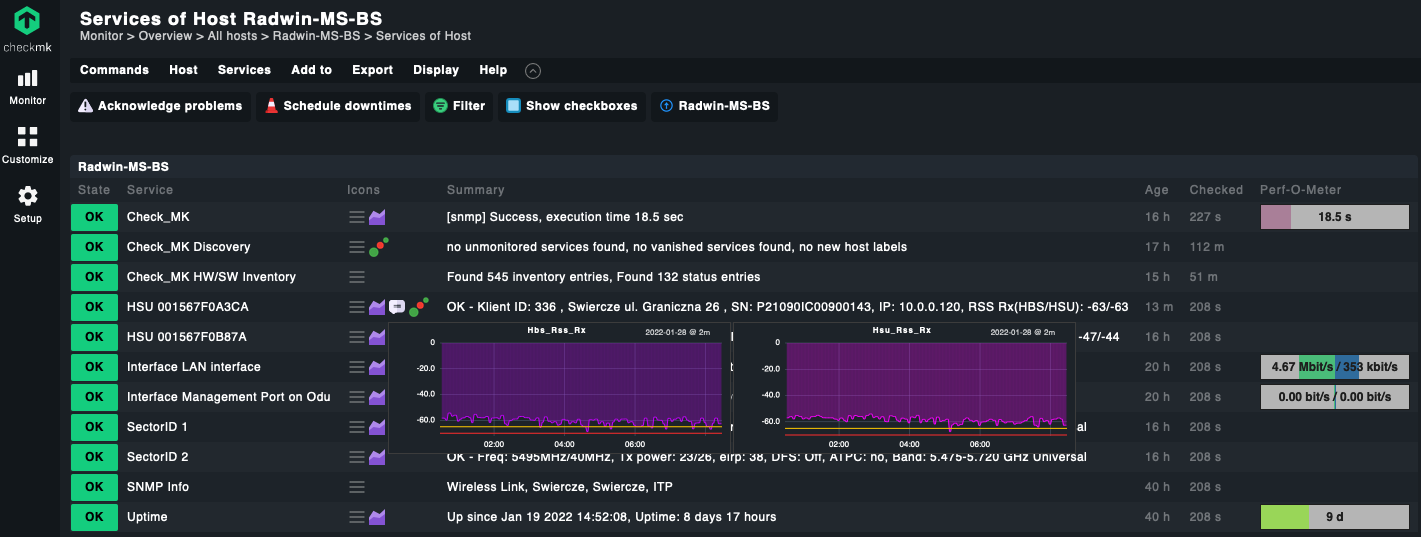 Services of Host Radwin-MS-BS
Monitor > Overview > All hosts > Radwin-MS-BS > Services of Host
checkmk
Monitor
Customize
Setup
Commands Host Services Add to Export Display Help
Acknowledge problems Schedule downtimes Filter Show checkboxes Radwin-MS-BS
Radwin-MS-BS
State Service Icons Summary Age Checked Perf-O-Meter
OK Check_MK [snmp] Success, execution time 18.5 sec 16 h 227 s 18.5 s
OK Check_MK Discovery no unmonitored services found, no vanished services found, no new host labels 17 h 112 m
OK Check_MK HW/SW Inventory Found 545 inventory entries, Found 132 status entries 15 h 51 m
OK HSU 001567F0A3CA OK - Klient ID: 336 , Swiercze ul. Graniczna 26 , SN: P21090IC00900143, IP: 10.0.0.120, RSS Rx(HBS/HSU): -63/-63 13 m 208 s
OK HSU 001567F0B87A -47/-44 16 h 208 s
OK Interface LAN interface 20 h 208 s 4.67 Mbit/s / 353 kbit/s
OK Interface Management Port on Odu 20 h 208 s 0.00 bit/s / 0.00 bit/s
OK SectorID 1 al 16 h 208 s
OK SectorID 2 OK - Freq: 5495MHz/40MHz, Tx power: 23/26, eirp: 38, DFS: Off, ATPC: no, Band: 5.475-5.720 GHz Universal 16 h 208 s
OK SNMP Info Wireless Link, Swiercze, Swiercze, ITP 40 h 208 s
OK Uptime Up since Jan 19 2022 14:52:08, Uptime: 8 days 17 hours 40 h 208 s 9 d
Hbs_Rss_Rx 2022-01-28 @ 2m
0
-20.0
-40.0
-60.0
02:00 04:00 06:00
Hsu_Rss_Rx 2022-01-28 @ 2m
0
-20.0
-40.0
-60.0
02:00 04:00 06:00